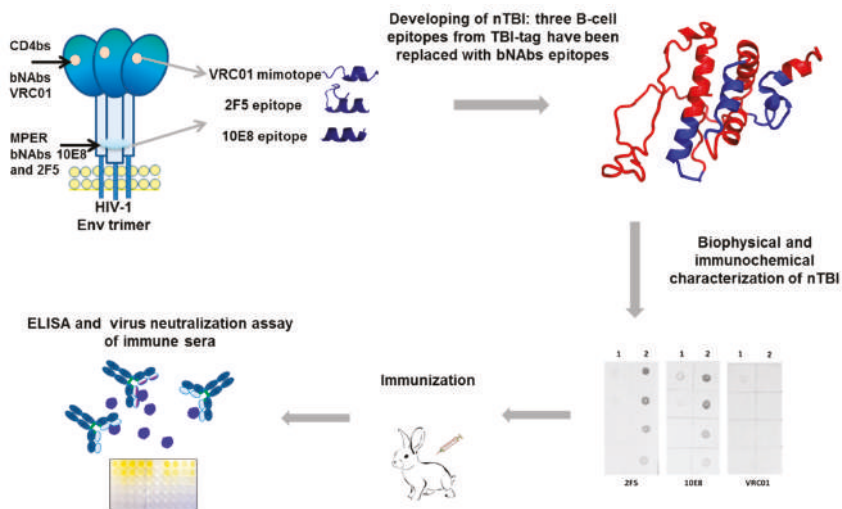 CD4bs
bNAbs
VRC01
MPER
bNAbs 10E8
and 2F5
HIV-1
Env trimer
VRC01 mimotope
2F5 epitope
10E8 epitope
Developing of nTBI: three B-cell
epitopes from TBI-tag have been
replaced with bNAbs epitopes
Biophysical and
immunochemical
characterization of nTBI
1 2 1 2 1 2
2F5 10E8 VRC01
Immunization
ELISA and virus neutralization assay
of immune sera